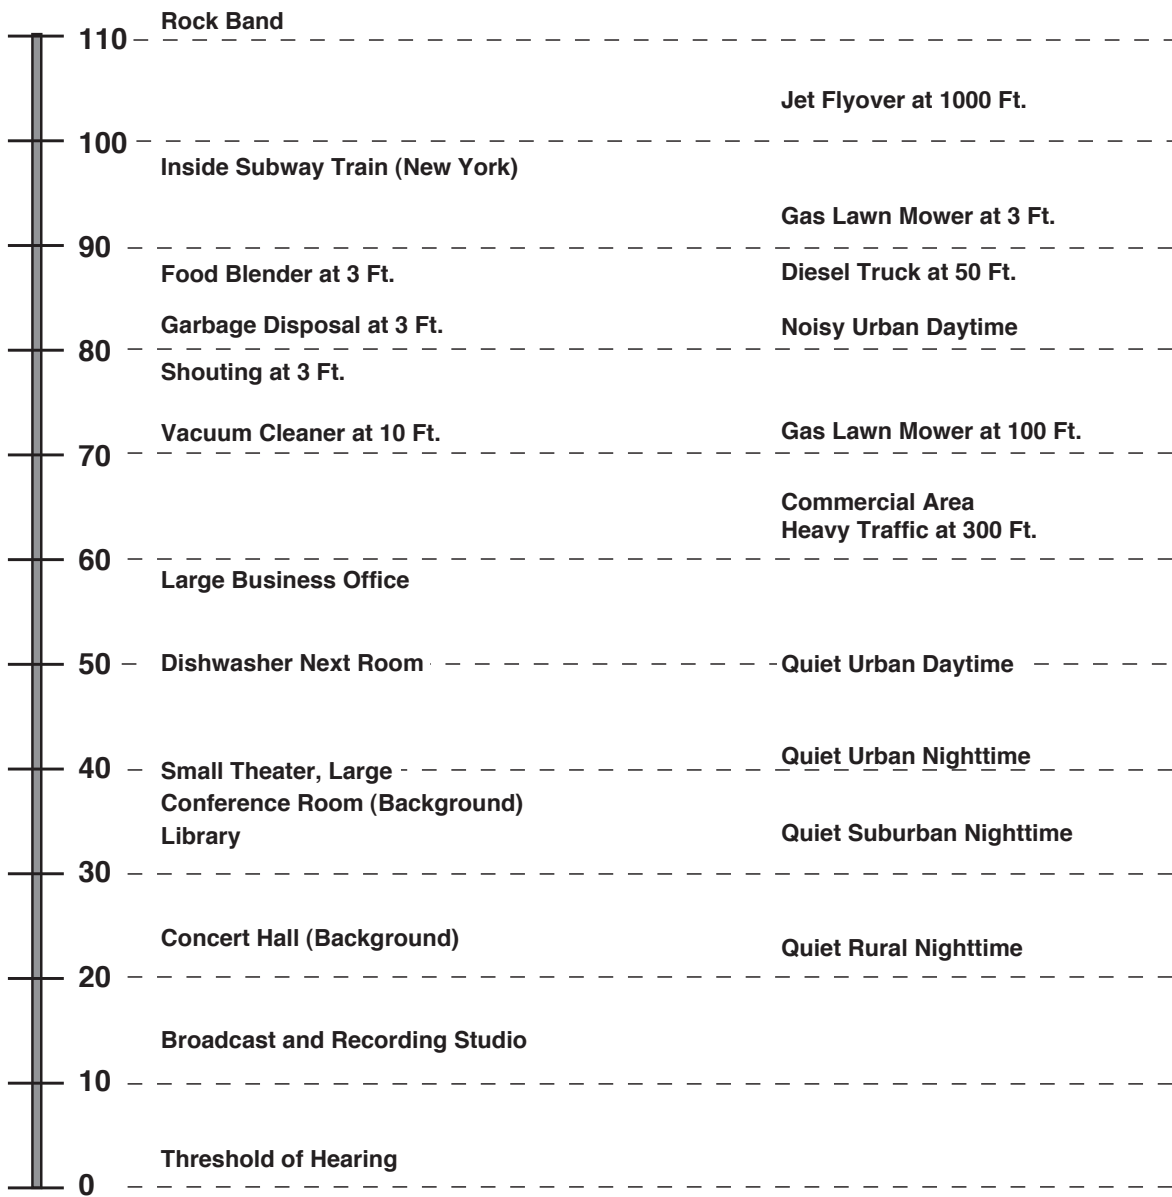 Rock Band
110
Jet Flyover at 1000 Ft.
100
Inside Subway Train (New York)
Gas Lawn Mower at 3 Ft.
90
Food Blender at 3 Ft.
Diesel Truck at 50 Ft.
Garbage Disposal at 3 Ft.
Noisy Urban Daytime
80
Shouting at 3 Ft.
Vacuum Cleaner at 10 Ft.
Gas Lawn Mower at 100 Ft.
70
Commercial Area
Heavy Traffic at 300 Ft.
60
Large Business Office
50
Dishwasher Next Room
Quiet Urban Daytime
Quiet Urban Nighttime
40
Small Theater, Large
Conference Room (Background)
Library
Quiet Suburban Nighttime
30
Concert Hall (Background)
Quiet Rural Nighttime
20
Broadcast and Recording Studio
10
Threshold of Hearing
0